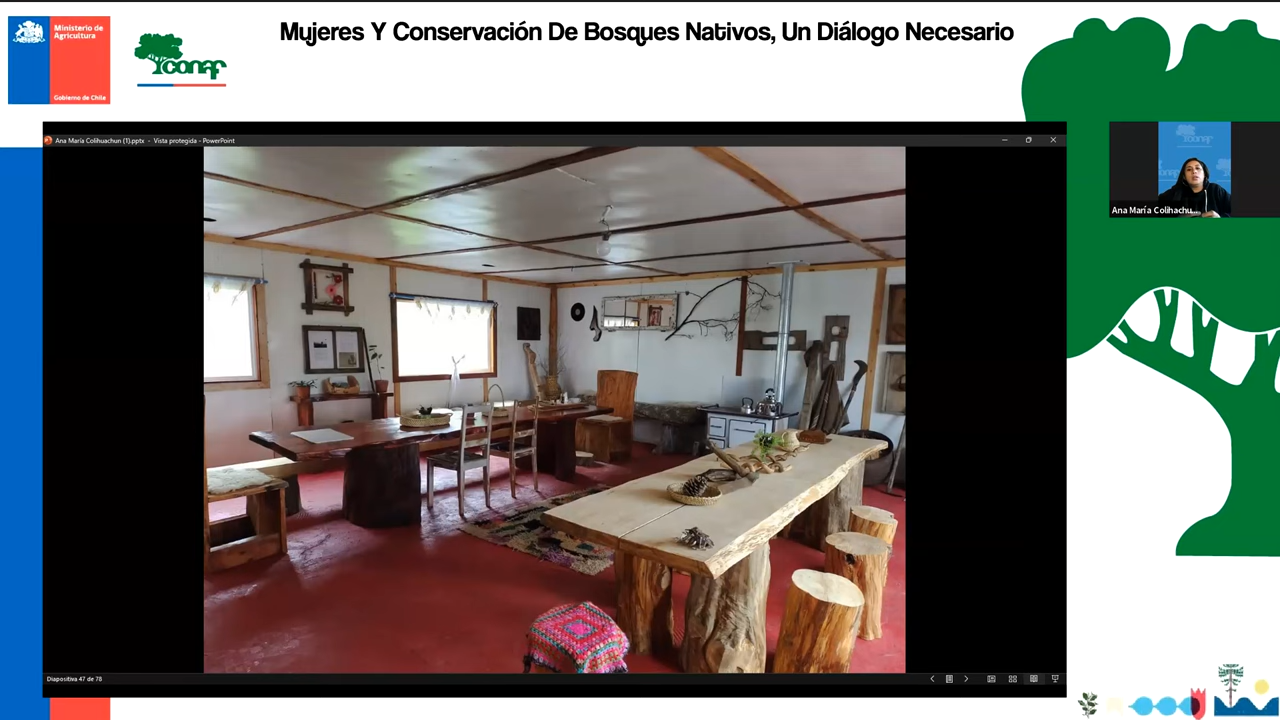 Mujeres Y Conservación De Bosques Nativos, Un Diálogo Necesario
Ministerio de
Agricultura
Gobierno de Chile
conaf
Ana María Colihuachun (1).pptx - Vista protegida - PowerPoint
Ana María Colihachu...
Diapositiva 47 de 78